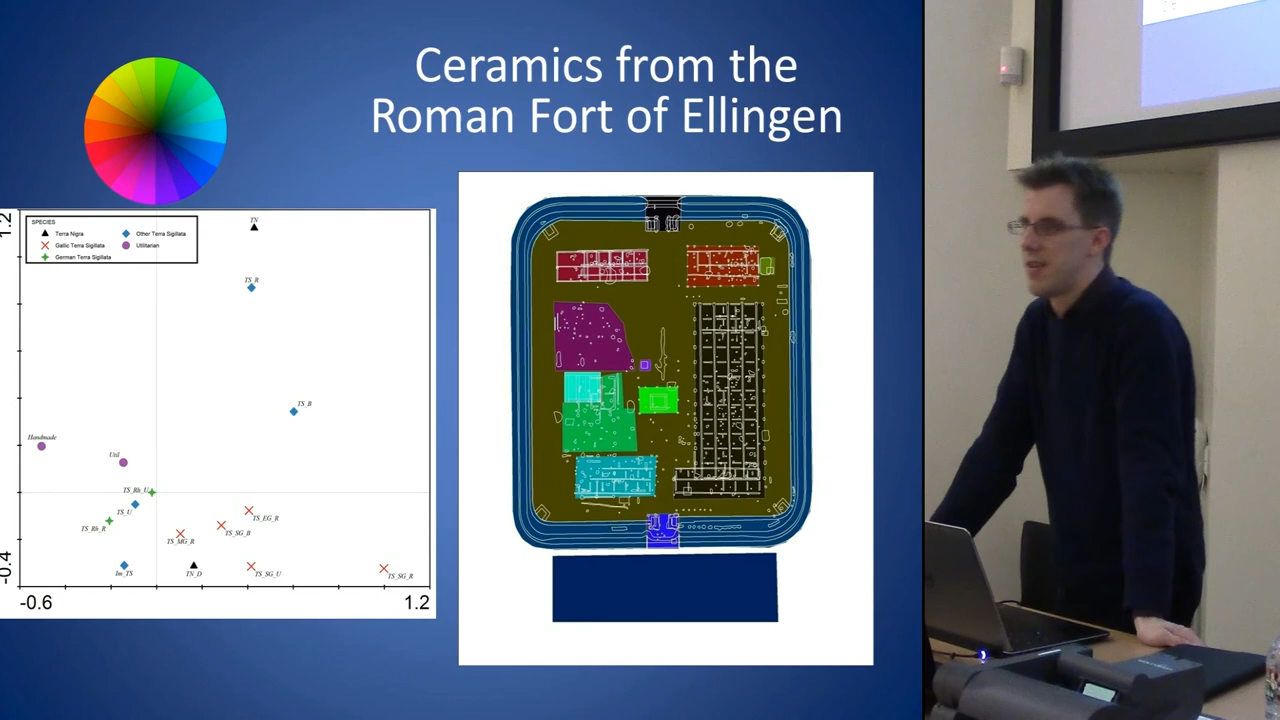 Ceramics from the
Roman Fort of Ellingen
1.2
SPECIES
Terra Nigra
Other Terra Sigillata
Gallic Terra Sigillata
Utilitarian
German Terra Sigillata
TN
TS_R
TS_B
Handmade
Util
TS_Rh_U
TS_U
TS_EG_R
TS_Rh_R
TS_SG_B
TS_MG_R
Im_TS
TN_D
TS_SG_U
TS_SG_R
-0.4
-0.6
1.2